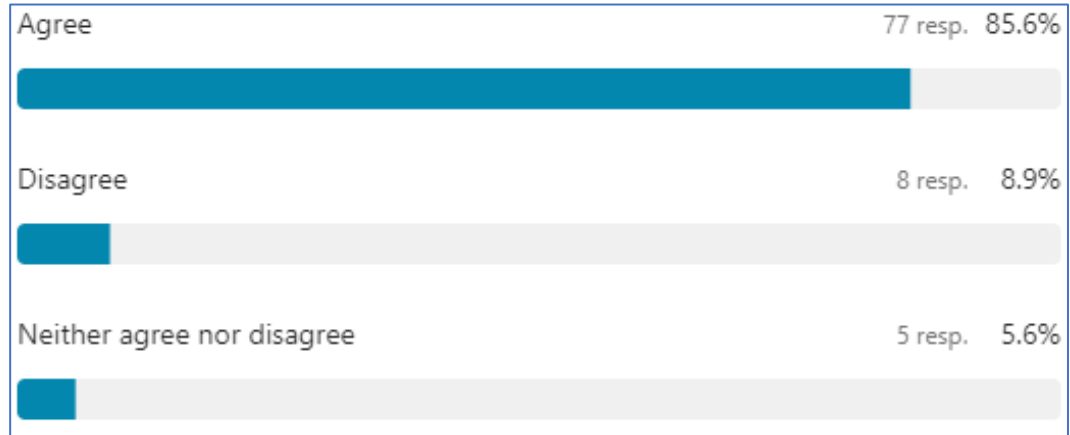 Agree 77 resp. 85.6%
Disagree 8 resp. 8.9%
Neither agree nor disagree 5 resp. 5.6%